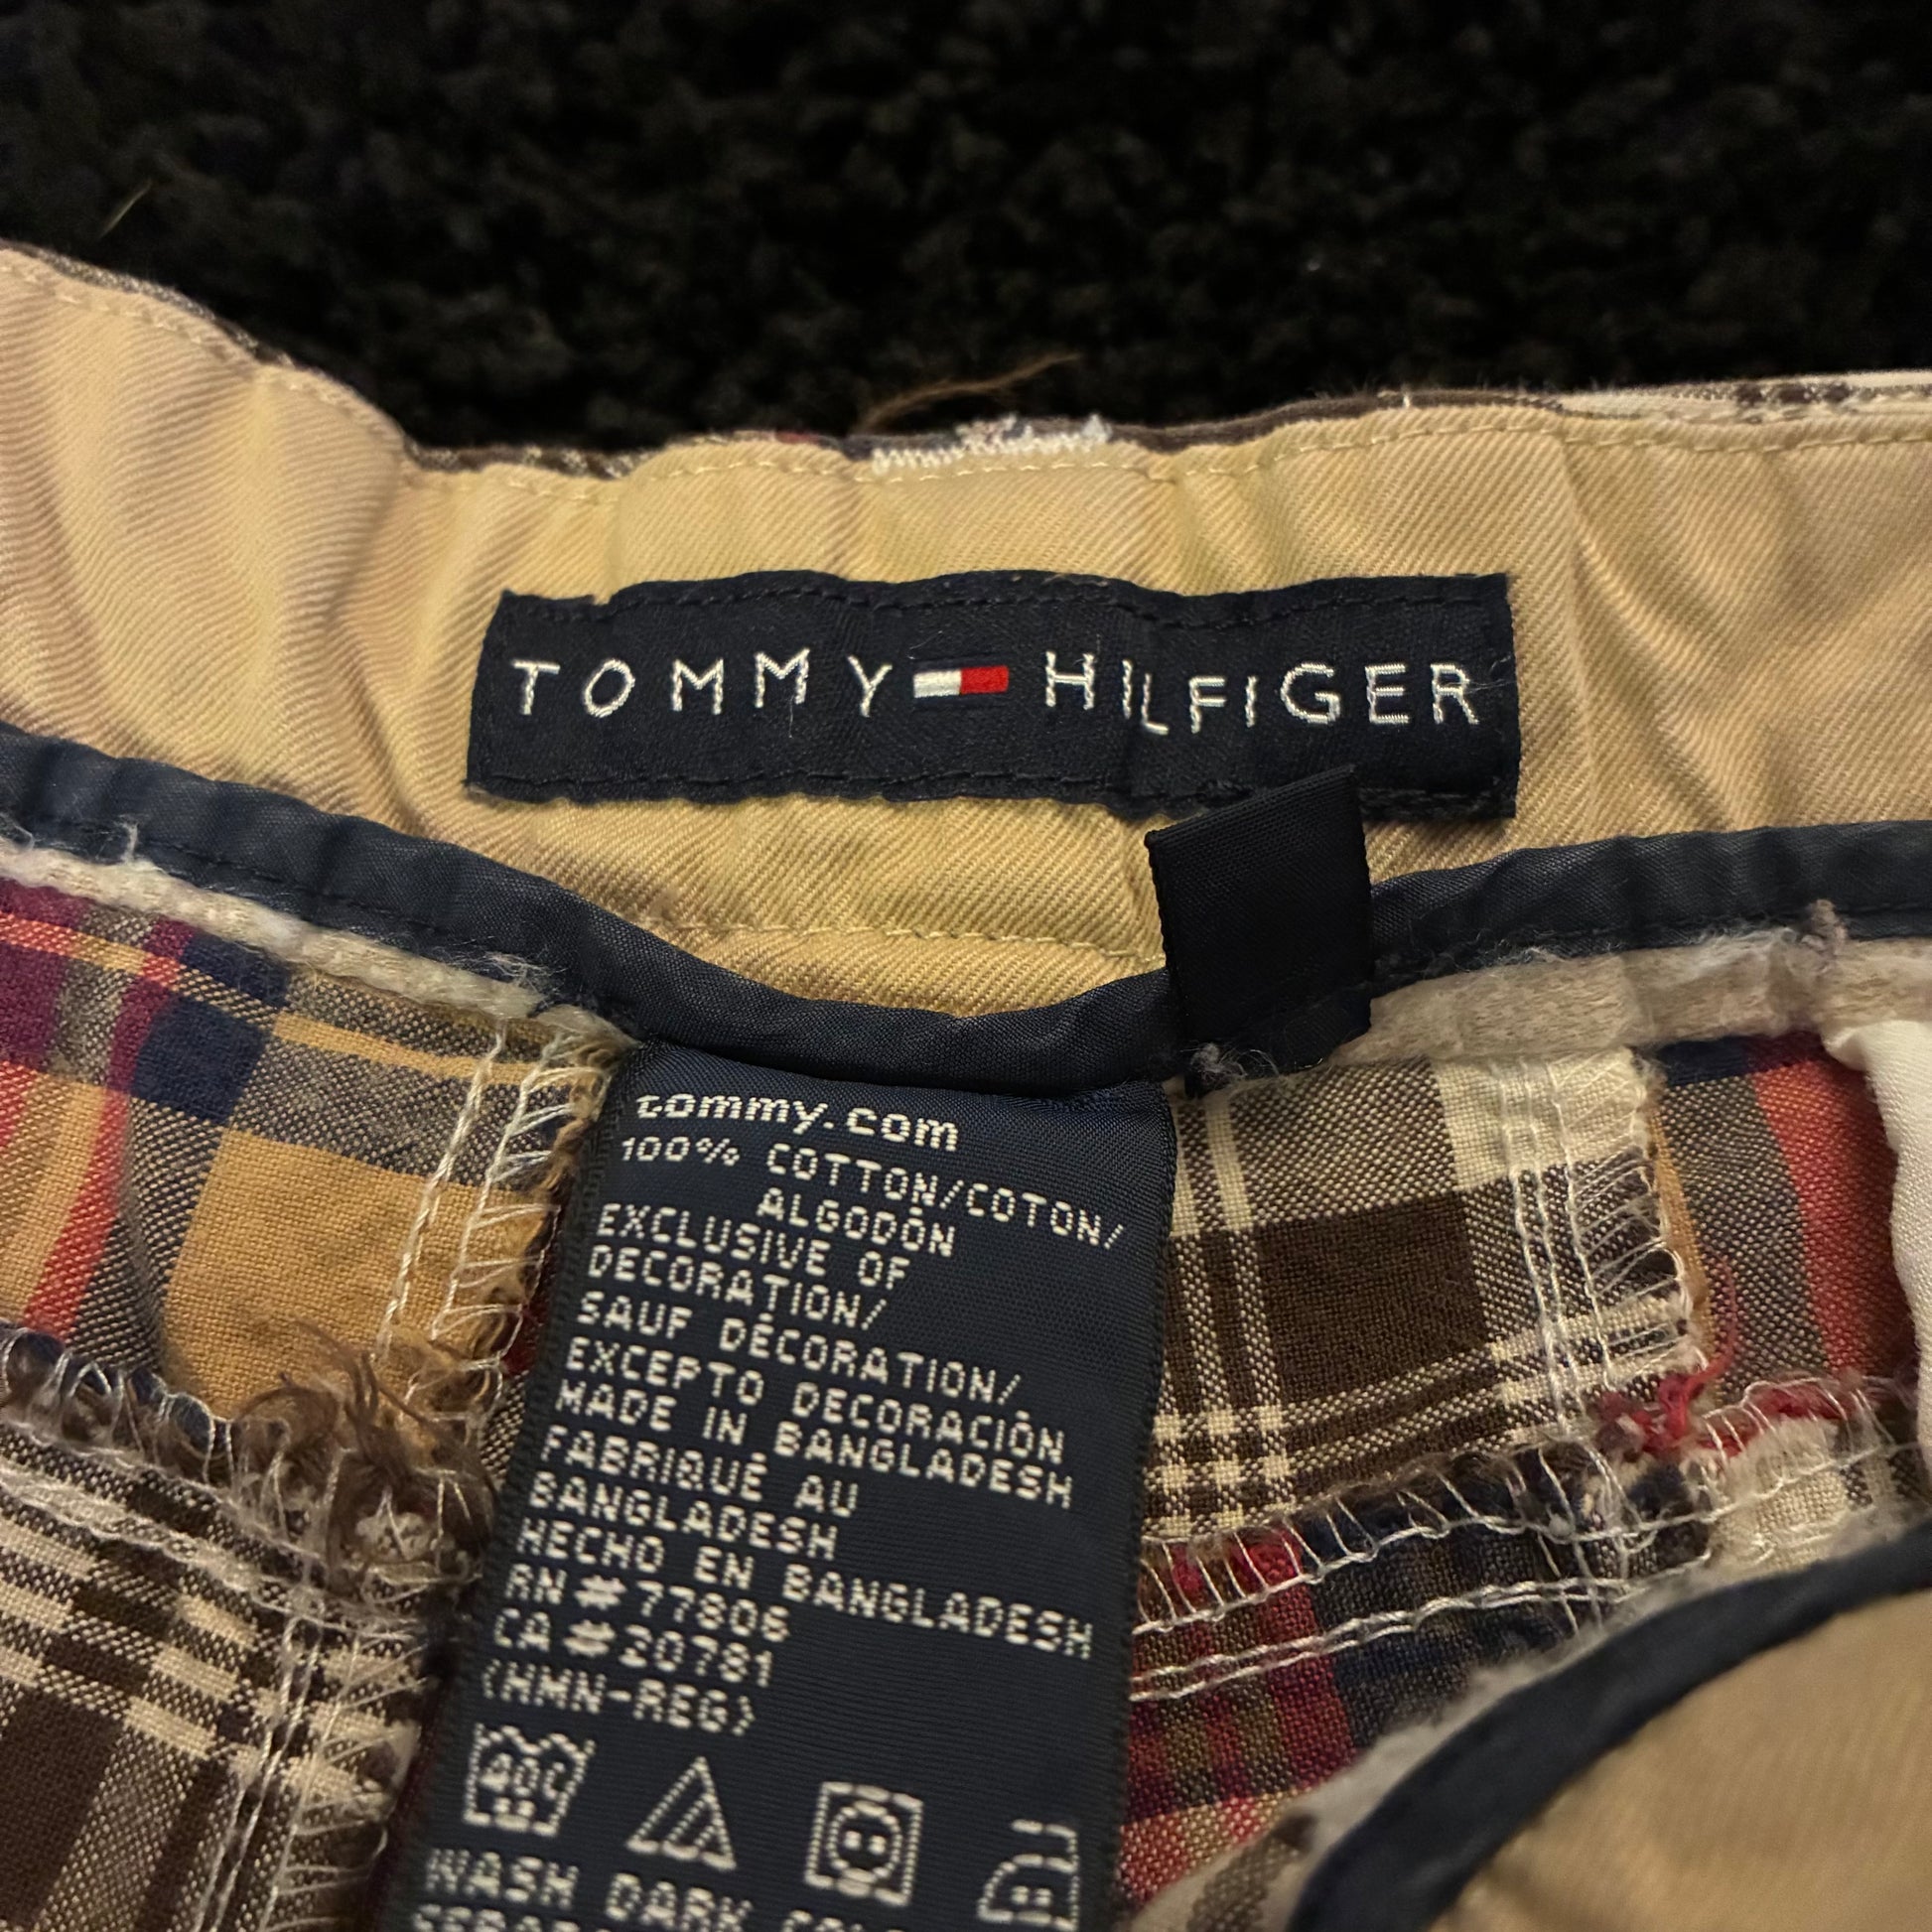 TOMMY HILFIGER
tommy.com
100% COTTON/COTON/
ALGODÓN
EXCLUSIVE OF
DECORATION/
SAUF DÉCORATION/
EXCEPTO DECORACIÓN
MADE IN BANGLADESH
FABRIQUÉ AU
BANGLADESH
HECHO EN BANGLADESH
RN#77806
CA#20781
(HMN-REG)
40C
WASH DARK